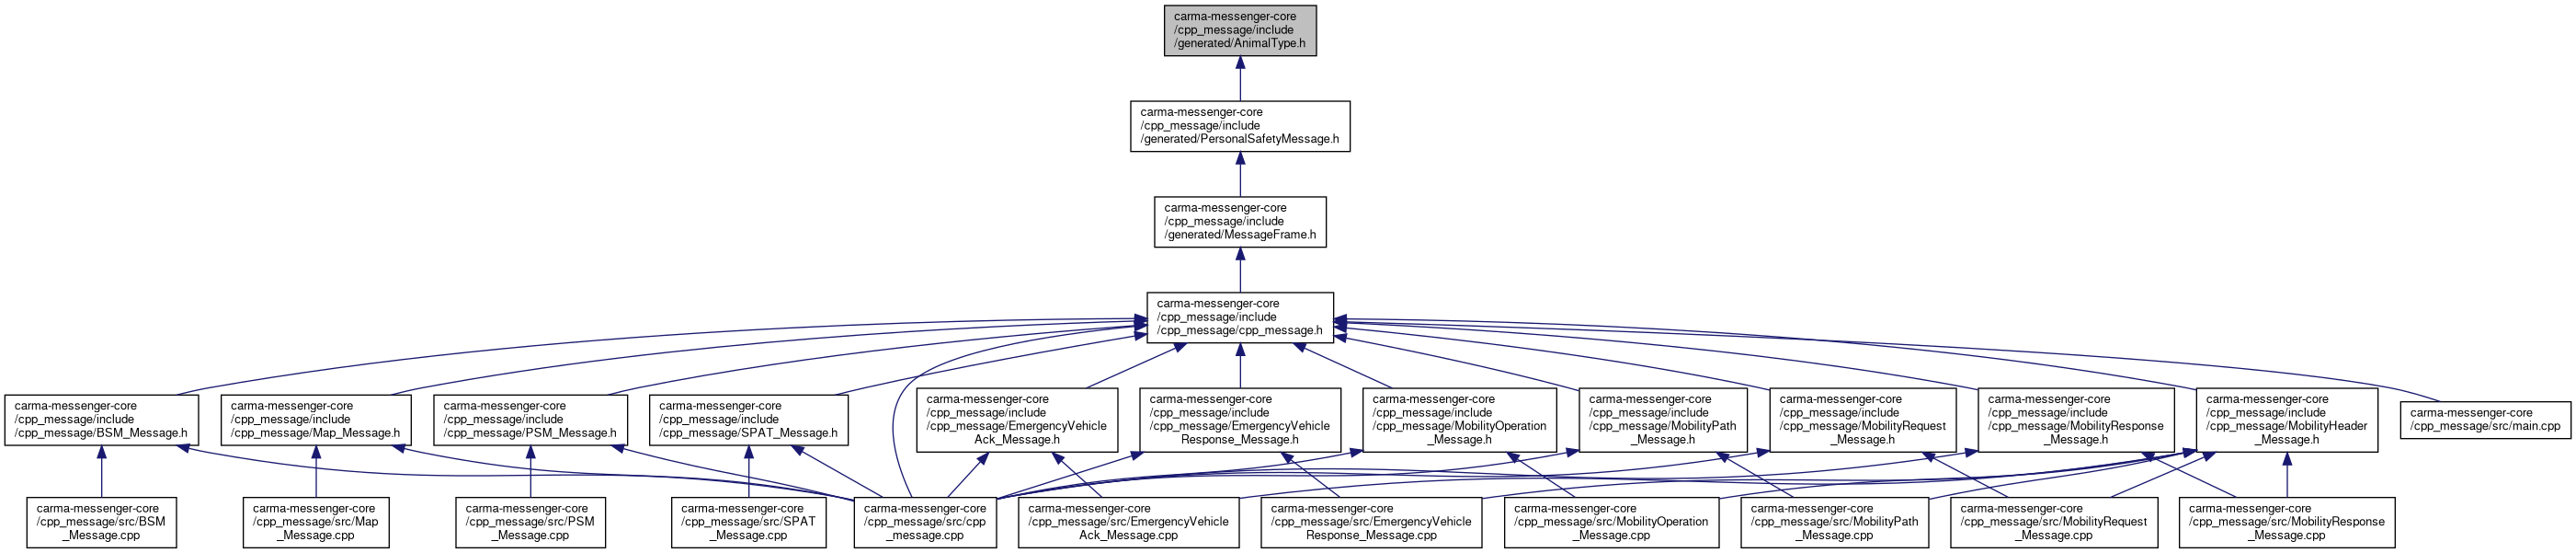 carma-messenger-core
/cpp_message/include
/generated/AnimalType.h
carma-messenger-core
/cpp_message/include
/generated/PersonalSafetyMessage.h
carma-messenger-core
/cpp_message/include
/generated/MessageFrame.h
carma-messenger-core
/cpp_message/include
/cpp_message/cpp_message.h
carma-messenger-core
/cpp_message/include
/cpp_message/BSM_Message.h
carma-messenger-core
/cpp_message/include
/cpp_message/Map_Message.h
carma-messenger-core
/cpp_message/include
/cpp_message/PSM_Message.h
carma-messenger-core
/cpp_message/include
/cpp_message/SPAT_Message.h
carma-messenger-core
/cpp_message/include
/cpp_message/EmergencyVehicle
Ack_Message.h
carma-messenger-core
/cpp_message/include
/cpp_message/EmergencyVehicle
Response_Message.h
carma-messenger-core
/cpp_message/include
/cpp_message/MobilityOperation
_Message.h
carma-messenger-core
/cpp_message/include
/cpp_message/MobilityPath
_Message.h
carma-messenger-core
/cpp_message/include
/cpp_message/MobilityRequest
_Message.h
carma-messenger-core
/cpp_message/include
/cpp_message/MobilityResponse
_Message.h
carma-messenger-core
/cpp_message/include
/cpp_message/MobilityHeader
_Message.h
carma-messenger-core
/cpp_message/src/main.cpp
carma-messenger-core
/cpp_message/src/BSM
_Message.cpp
carma-messenger-core
/cpp_message/src/Map
_Message.cpp
carma-messenger-core
/cpp_message/src/PSM
_Message.cpp
carma-messenger-core
/cpp_message/src/SPAT
_Message.cpp
carma-messenger-core
/cpp_message/src/cpp
_message.cpp
carma-messenger-core
/cpp_message/src/EmergencyVehicle
Ack_Message.cpp
carma-messenger-core
/cpp_message/src/EmergencyVehicle
Response_Message.cpp
carma-messenger-core
/cpp_message/src/MobilityOperation
_Message.cpp
carma-messenger-core
/cpp_message/src/MobilityPath
_Message.cpp
carma-messenger-core
/cpp_message/src/MobilityRequest
_Message.cpp
carma-messenger-core
/cpp_message/src/MobilityResponse
_Message.cpp